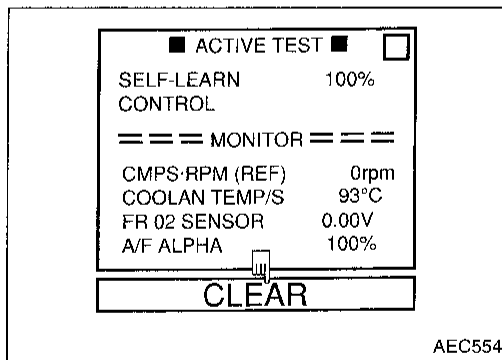 ■ ACTIVE TEST ■
SELF-LEARN 100%
CONTROL
= = = MONITOR = = =
CMPS·RPM (REF) 0rpm
COOLAN TEMP/S 93°C
FR 02 SENSOR 0.00V
A/F ALPHA 100%
CLEAR
AEC554